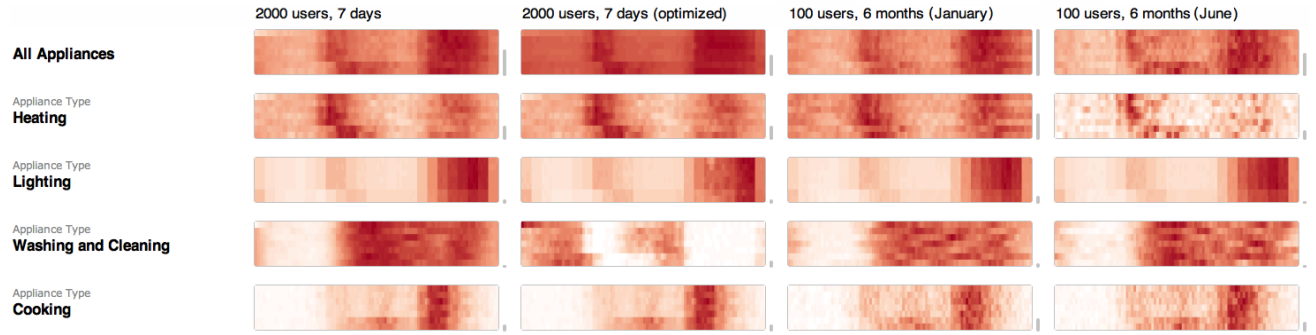 2000 users, 7 days
2000 users, 7 days (optimized)
100 users, 6 months (January)
100 users, 6 months (June)
All Appliances
Appliance Type
Heating
Appliance Type
Lighting
Appliance Type
Washing and Cleaning
Appliance Type
Cooking